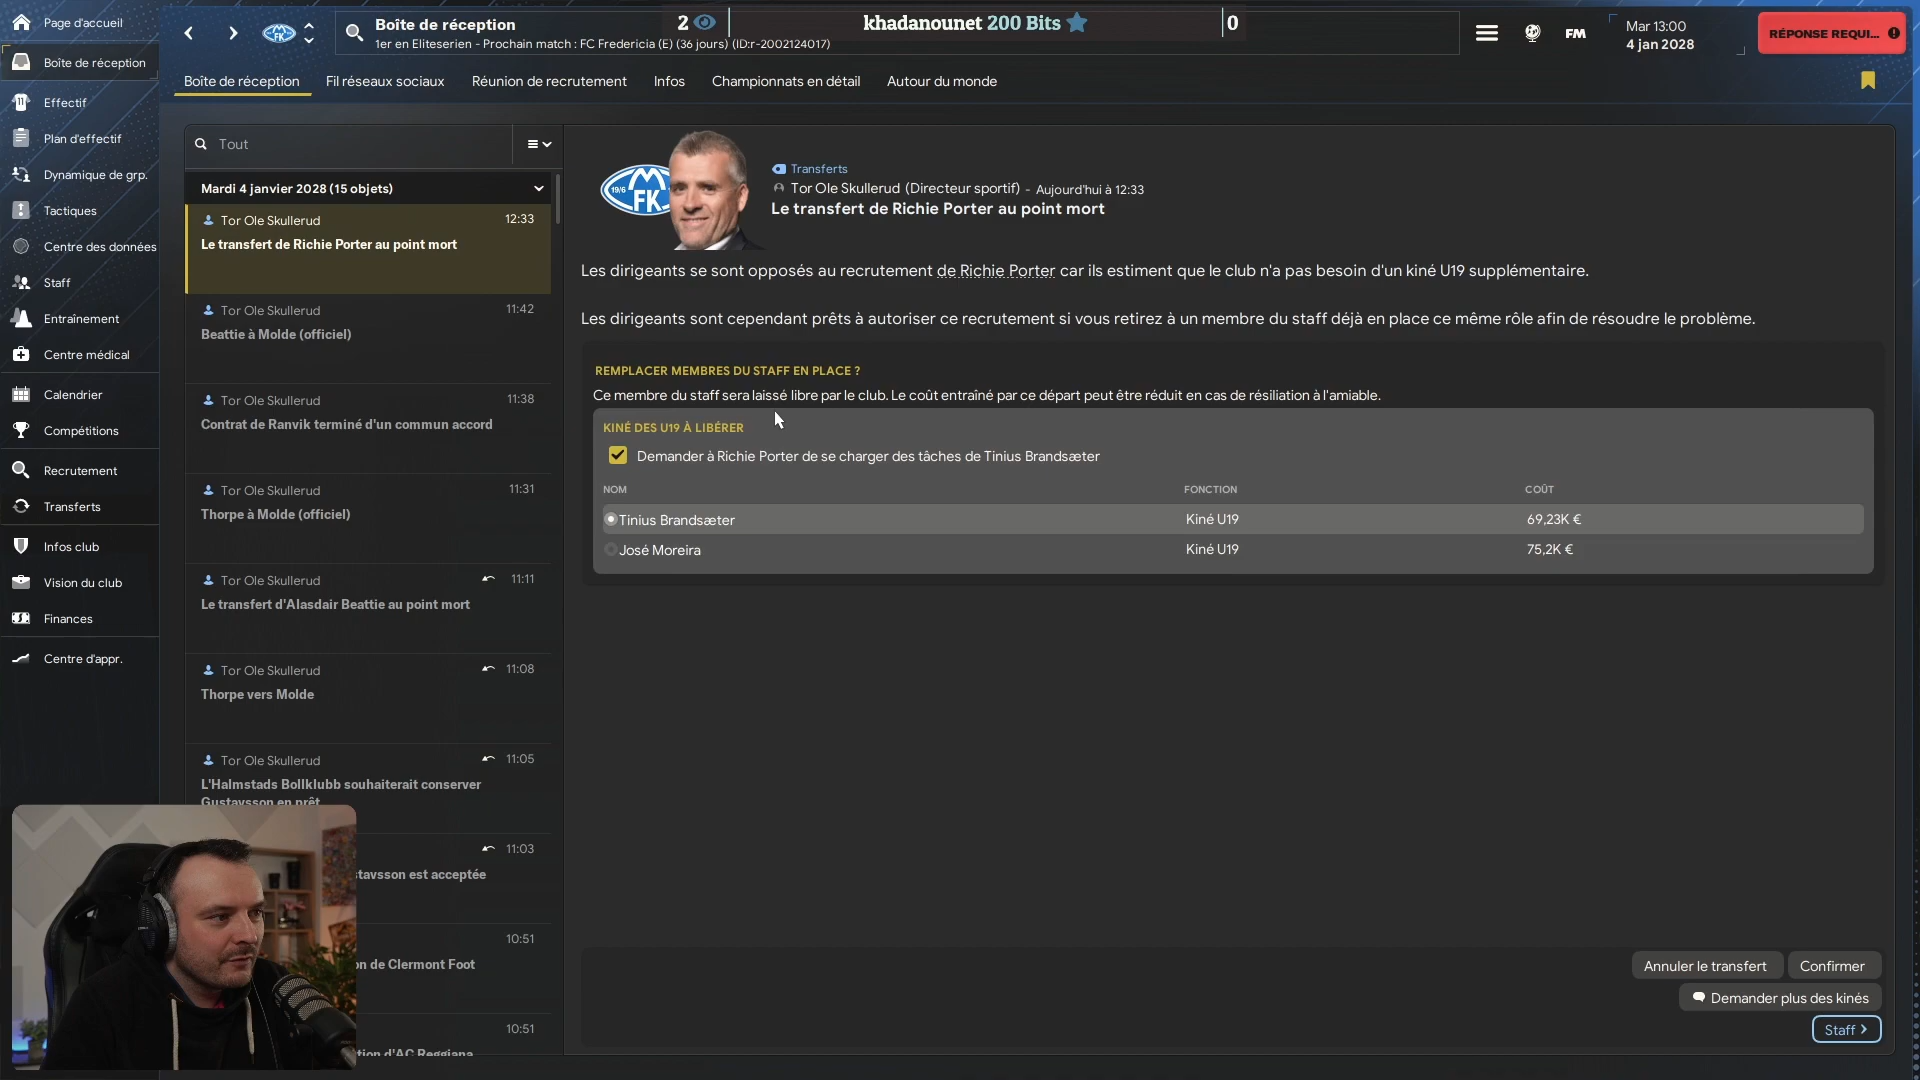 Page d'accueil
Boîte de réception
Effectif
Plan d'effectif
Dynamique de grp.
Tactiques
Centre des données
Staff
Entraînement
Centre médical
Calendrier
Compétitions
Recrutement
Transferts
Infos club
Vision du club
Finances
Centre d'appr.
Boîte de réception
1er en Eliteserien - Prochain match : FC Fredericia (E) (36 jours) (ID:r-2002124017)
2
khadanounet 200 Bits
0
FM
Mar 13:00
4 jan 2028
RÉPONSE REQUI...
Boîte de réception
Fil réseaux sociaux
Réunion de recrutement
Infos
Championnats en détail
Autour du monde
Tout
Mardi 4 janvier 2028 (15 objets)
Tor Ole Skullerud 12:33
Le transfert de Richie Porter au point mort
Tor Ole Skullerud 11:42
Beattie à Molde (officiel)
Tor Ole Skullerud 11:38
Contrat de Ranvik terminé d'un commun accord
Tor Ole Skullerud 11:31
Thorpe à Molde (officiel)
Tor Ole Skullerud 11:11
Le transfert d'Alasdair Beattie au point mort
Tor Ole Skullerud 11:08
Thorpe vers Molde
Tor Ole Skullerud 11:05
L'Halmstads Bollklubb souhaiterait conserver
Gustavsson en prêt
11:03
stavsson est acceptée
10:51
on de Clermont Foot
10:51
tion d'AC Reggiana
19/6
MFK
Transferts
Tor Ole Skullerud (Directeur sportif) - Aujourd'hui à 12:33
Le transfert de Richie Porter au point mort
Les dirigeants se sont opposés au recrutement de Richie Porter car ils estiment que le club n'a pas besoin d'un kiné U19 supplémentaire.
Les dirigeants sont cependant prêts à autoriser ce recrutement si vous retirez à un membre du staff déjà en place ce même rôle afin de résoudre le problème.
REMPLACER MEMBRES DU STAFF EN PLACE ?
Ce membre du staff sera laissé libre par le club. Le coût entraîné par ce départ peut être réduit en cas de résiliation à l'amiable.
KINÉ DES U19 À LIBÉRER
Demander à Richie Porter de se charger des tâches de Tinius Brandsæter
NOM FONCTION COÛT
Tinius Brandsæter Kiné U19 69,23K €
José Moreira Kiné U19 75,2K €
Annuler le transfert
Confirmer
Demander plus des kinés
Staff